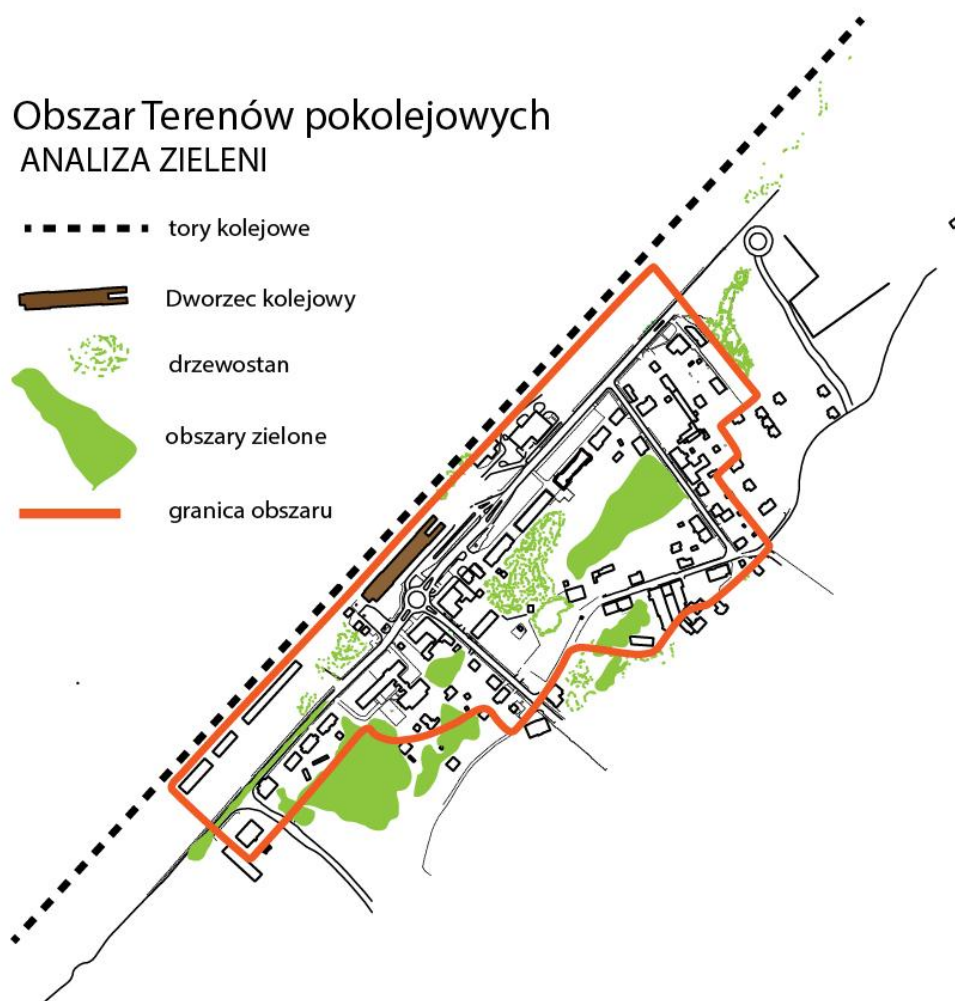 Obszar Terenów pokolejowych
ANALIZA ZIELENI
tory kolejowe
Dworzec kolejowy
drzewostan
obszary zielone
granica obszaru